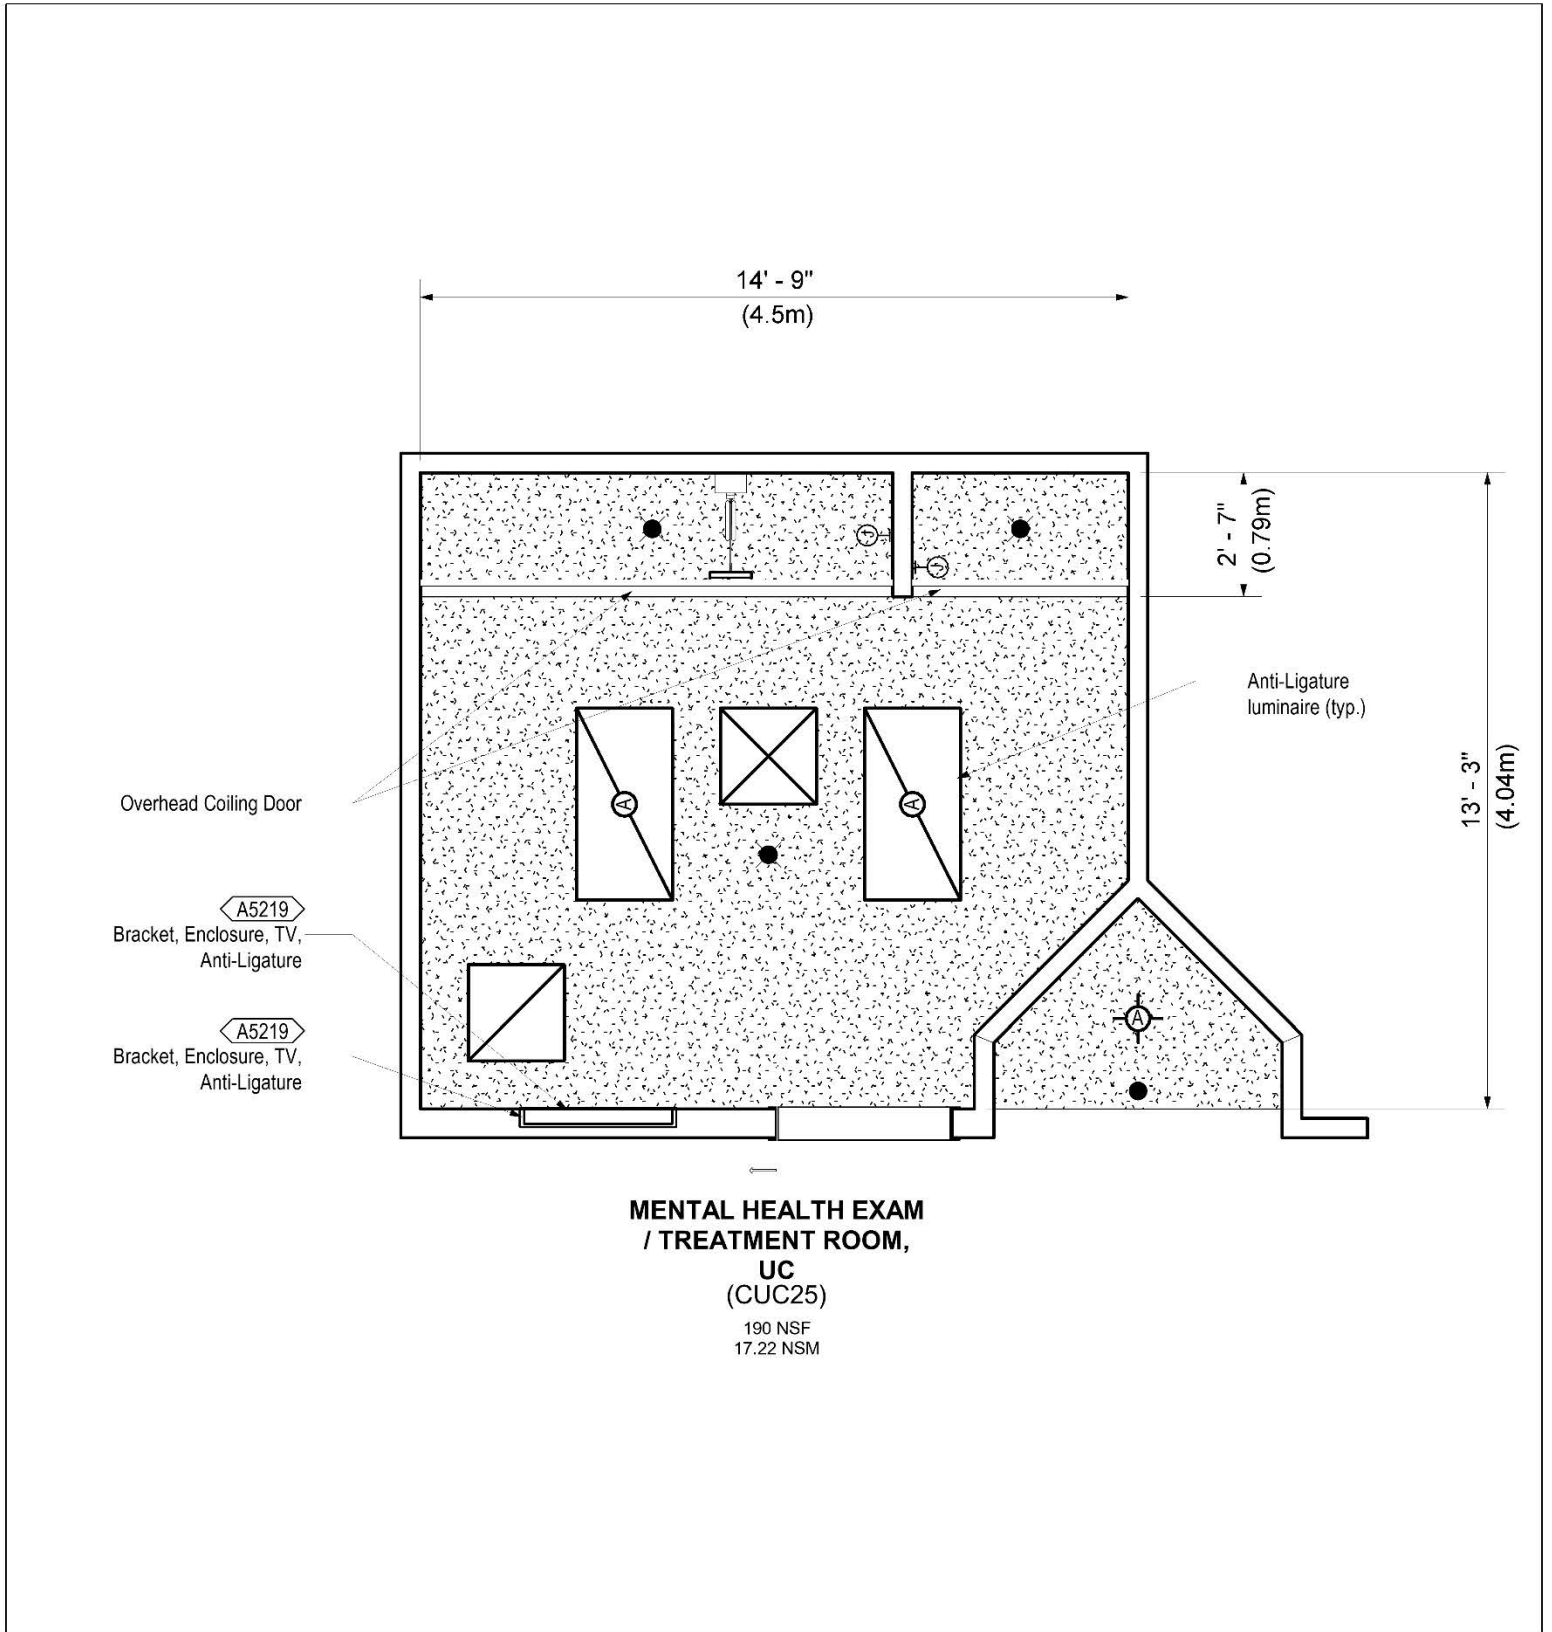 14' - 9"
(4.5m)
2' - 7"
(0.79m)
J
J
Anti-Ligature
luminaire (typ.)
13' - 3"
(4.04m)
A
A
Overhead Coiling Door
A5219
Bracket, Enclosure, TV,
Anti-Ligature
A
A5219
Bracket, Enclosure, TV,
Anti-Ligature
MENTAL HEALTH EXAM
/ TREATMENT ROOM,
UC
(CUC25)
190 NSF
17.22 NSM